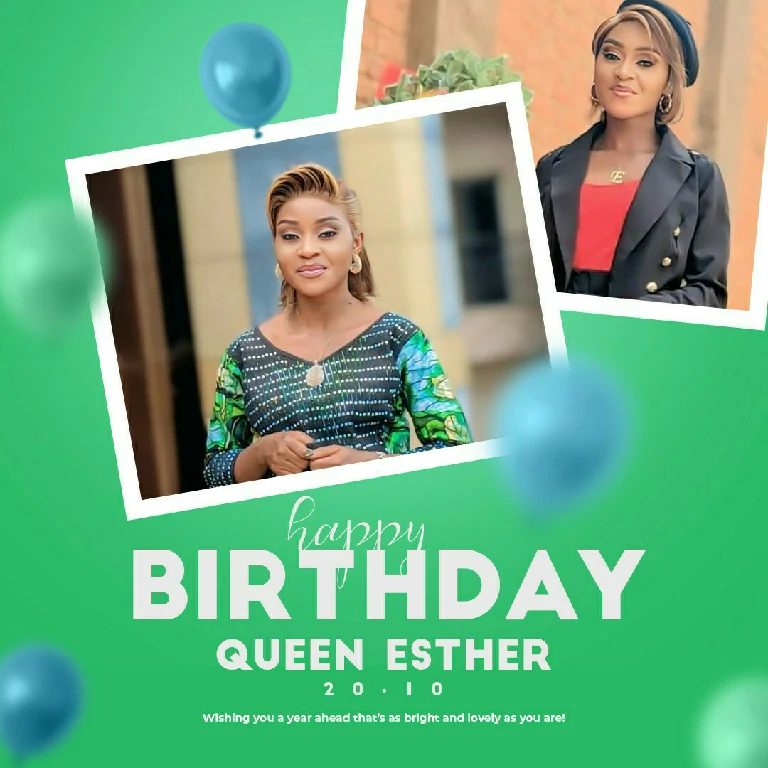 E
happy
BIRTHDAY
QUEEN ESTHER
20.10
Wishing you a year ahead that's as bright and lovely as you are!